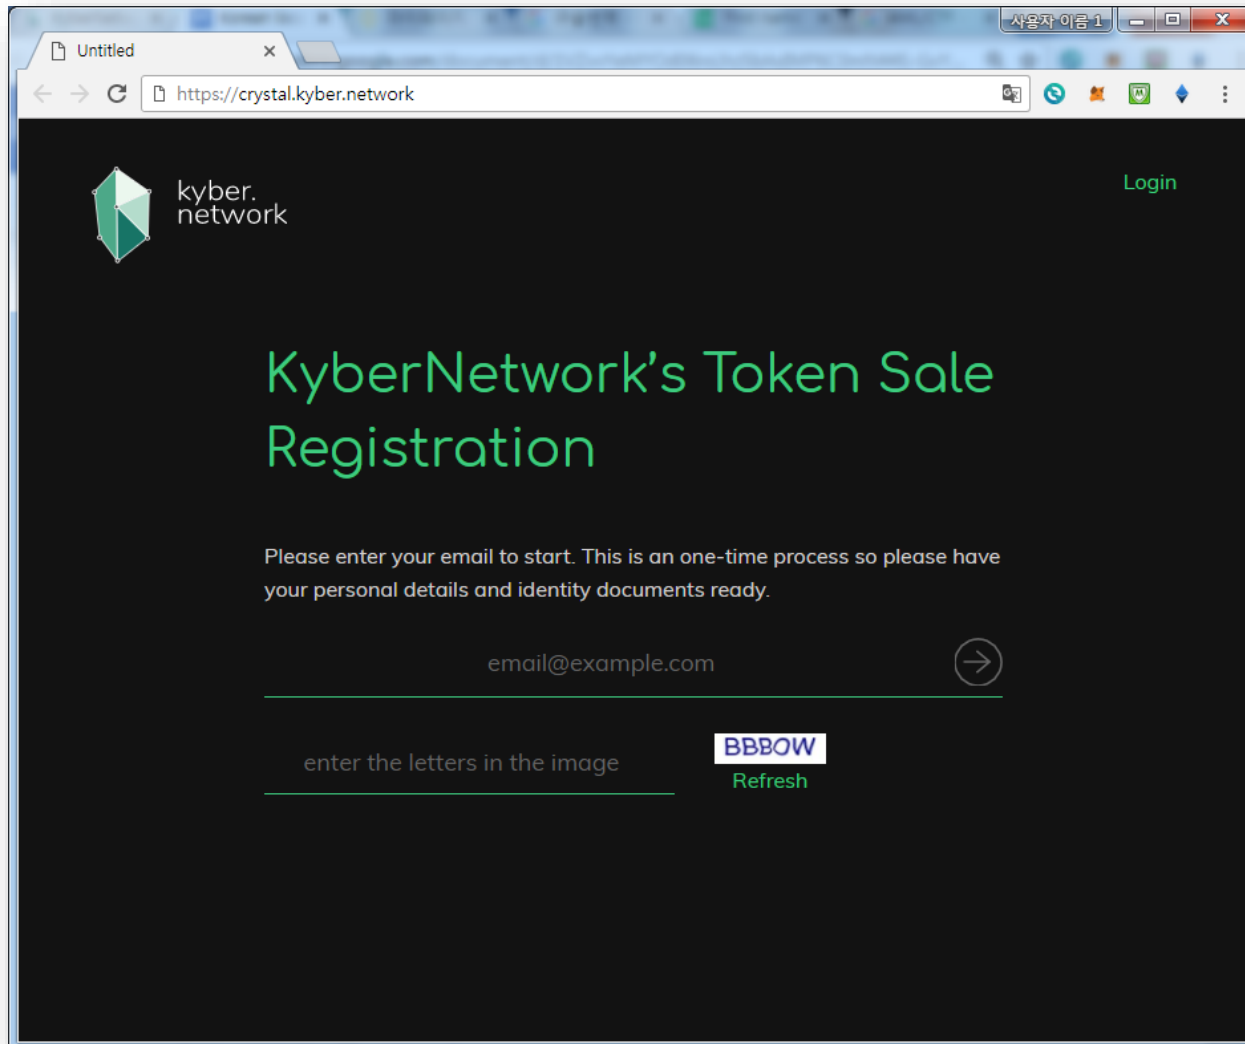 사용자 이름 1
Untitled
https://crystal.kyber.network
kyber.
network
Login
KyberNetwork's Token Sale
Registration
Please enter your email to start. This is an one-time process so please have
your personal details and identity documents ready.
email@example.com
enter the letters in the image
BBBOW
Refresh